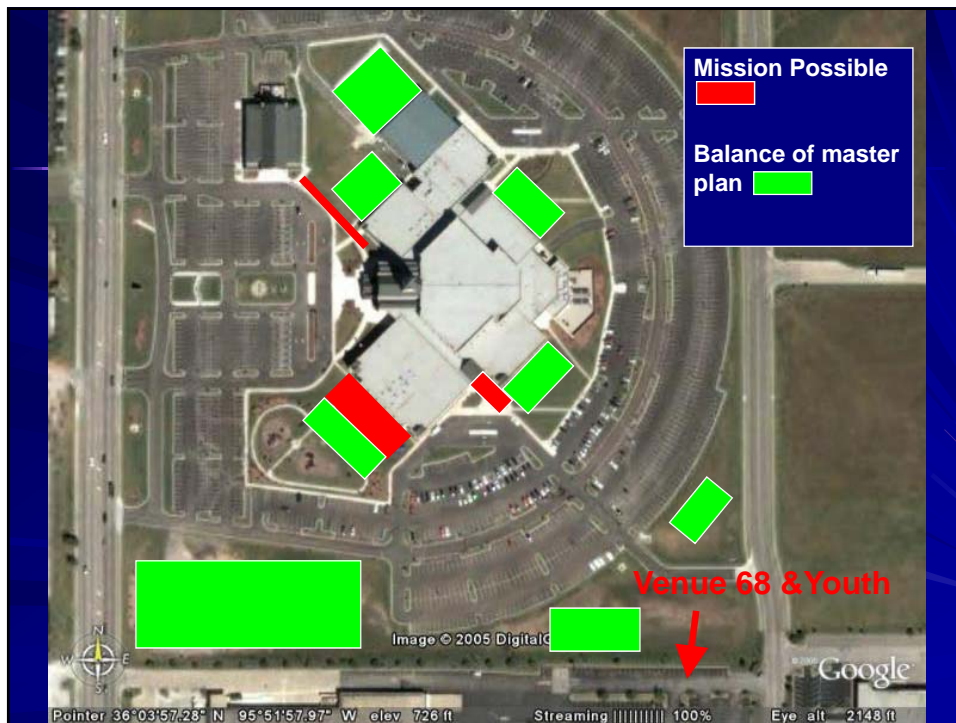 Mission Possible
Balance of master
plan
Venue 68 &Youth
Image © 2005 DigitalG
Google
N
W
E
S
Pointer 36°03'57.28" N 95°51'57.97" W elev 726 ft
Streaming |||||||||| 100%
Eye alt 2148 ft